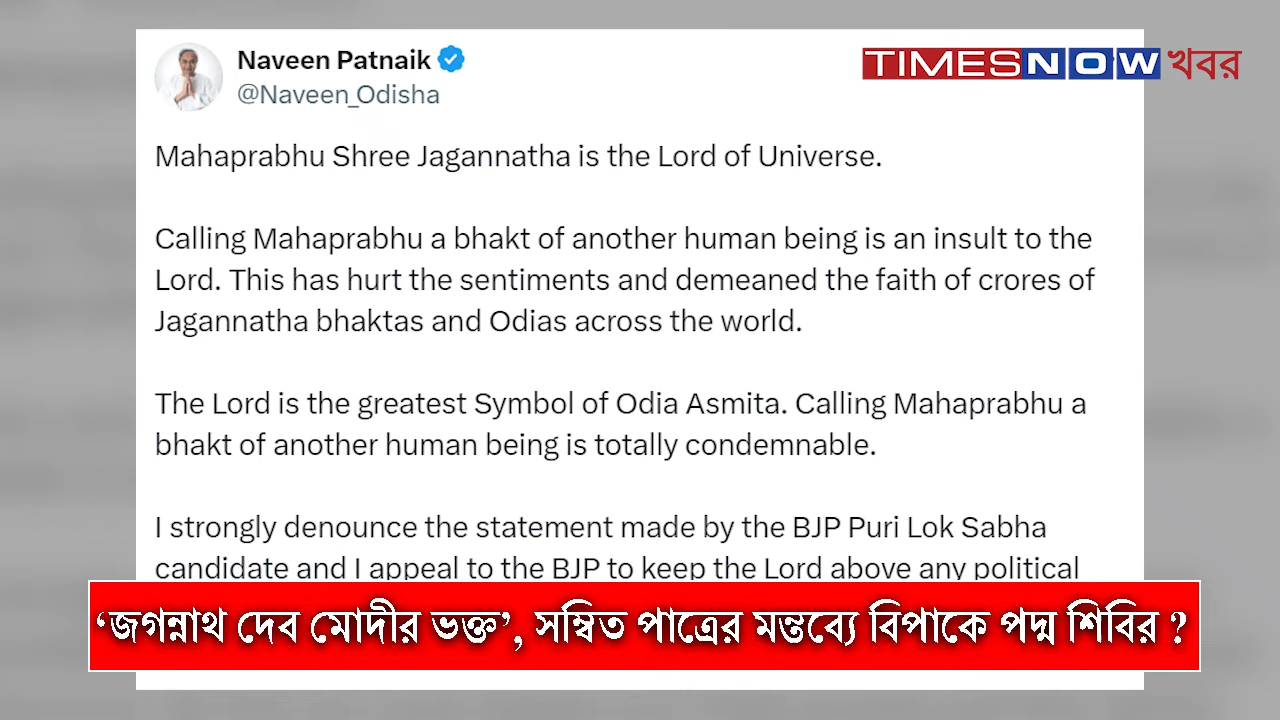 Naveen Patnaik
@Naveen_Odisha
TIMES NOW খবর
Mahaprabhu Shree Jagannatha is the Lord of Universe.
Calling Mahaprabhu a bhakt of another human being is an insult to the
Lord. This has hurt the sentiments and demeaned the faith of crores of
Jagannatha bhaktas and Odias across the world.
The Lord is the greatest Symbol of Odia Asmita. Calling Mahaprabhu a
bhakt of another human being is totally condemnable.
I strongly denounce the statement made by the BJP Puri Lok Sabha
candidate and I appeal to the BJP to keep the Lord above any political
‘জগন্নাথ দেব মোদীর ভক্ত’, সম্বিত পাত্রের মন্তব্যে বিপাকে পদ্ম শিবির ?